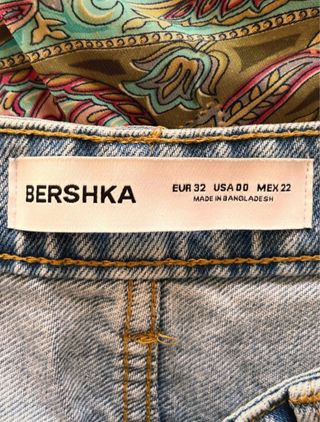 BERSHKA
EUR 32 USA 00 MEX 22
MADE IN BANGLADESH